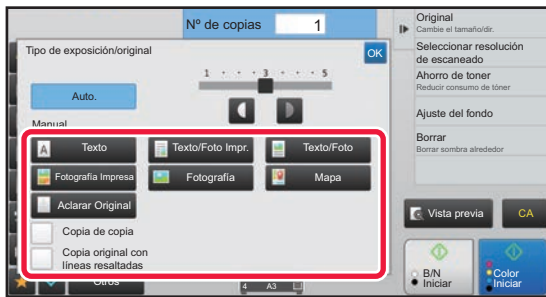 Nº de copias 1
Tipo de exposición/original
OK
Auto.
1 · · · 3 · · · 5
Manual
A
Texto
Texto/Foto Impr.
Texto/Foto
Fotografía Impresa
Fotografía
Mapa
Aclarar Original
Copia de copia
Copia original con
líneas resaltadas
Otros
4 A3
Original
Cambie el tamaño/dir.
Seleccionar resolución
de escaneado
Ahorro de toner
Reducir consumo de tóner
Ajuste del fondo
Borrar
Borrar sombra alrededor
Vista previa
CA
B/N
Iniciar
Color
Iniciar